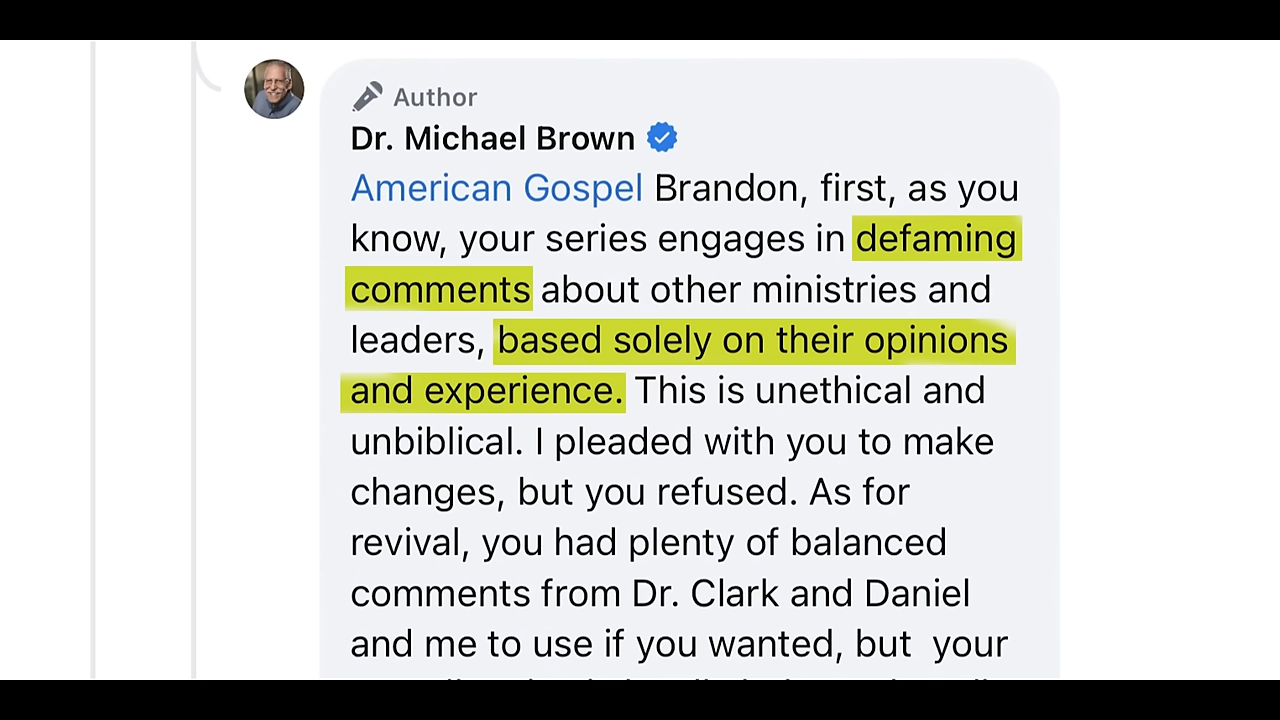 Author
Dr. Michael Brown
American Gospel Brandon, first, as you
know, your series engages in defaming
comments about other ministries and
leaders, based solely on their opinions
and experience. This is unethical and
unbiblical. I pleaded with you to make
changes, but you refused. As for
revival, you had plenty of balanced
comments from Dr. Clark and Daniel
and me to use if you wanted, but your